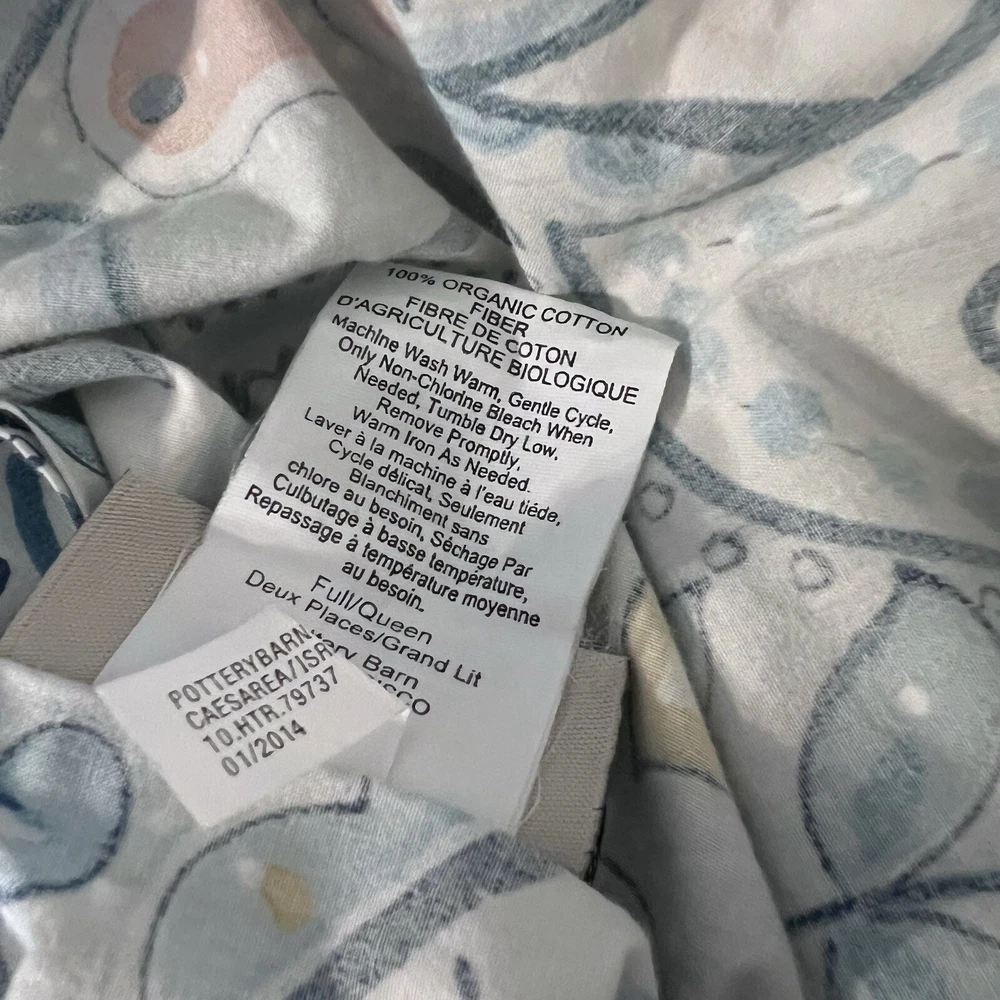 100% ORGANIC COTTON
FIBER
FIBRE DE COTON
D'AGRICULTURE BIOLOGIQUE
Machine Wash Warm, Gentle Cycle,
Only Non-Chlorine Bleach When
Needed, Tumble Dry Low,
Remove Promptly,
Warm Iron As Needed.
Laver à la machine à l'eau tiéde,
Cycle délicat, Seulement
Blanchiment sans
chlore au besoin, Séchage Par
Culbutage à basse température,
Repassage à température moyenne
au besoin.
Full/Queen
Deux Places/Grand Lit
Barn
POTTERYBARN
CAESAREA/ISR
10.HTR.79737
01/2014